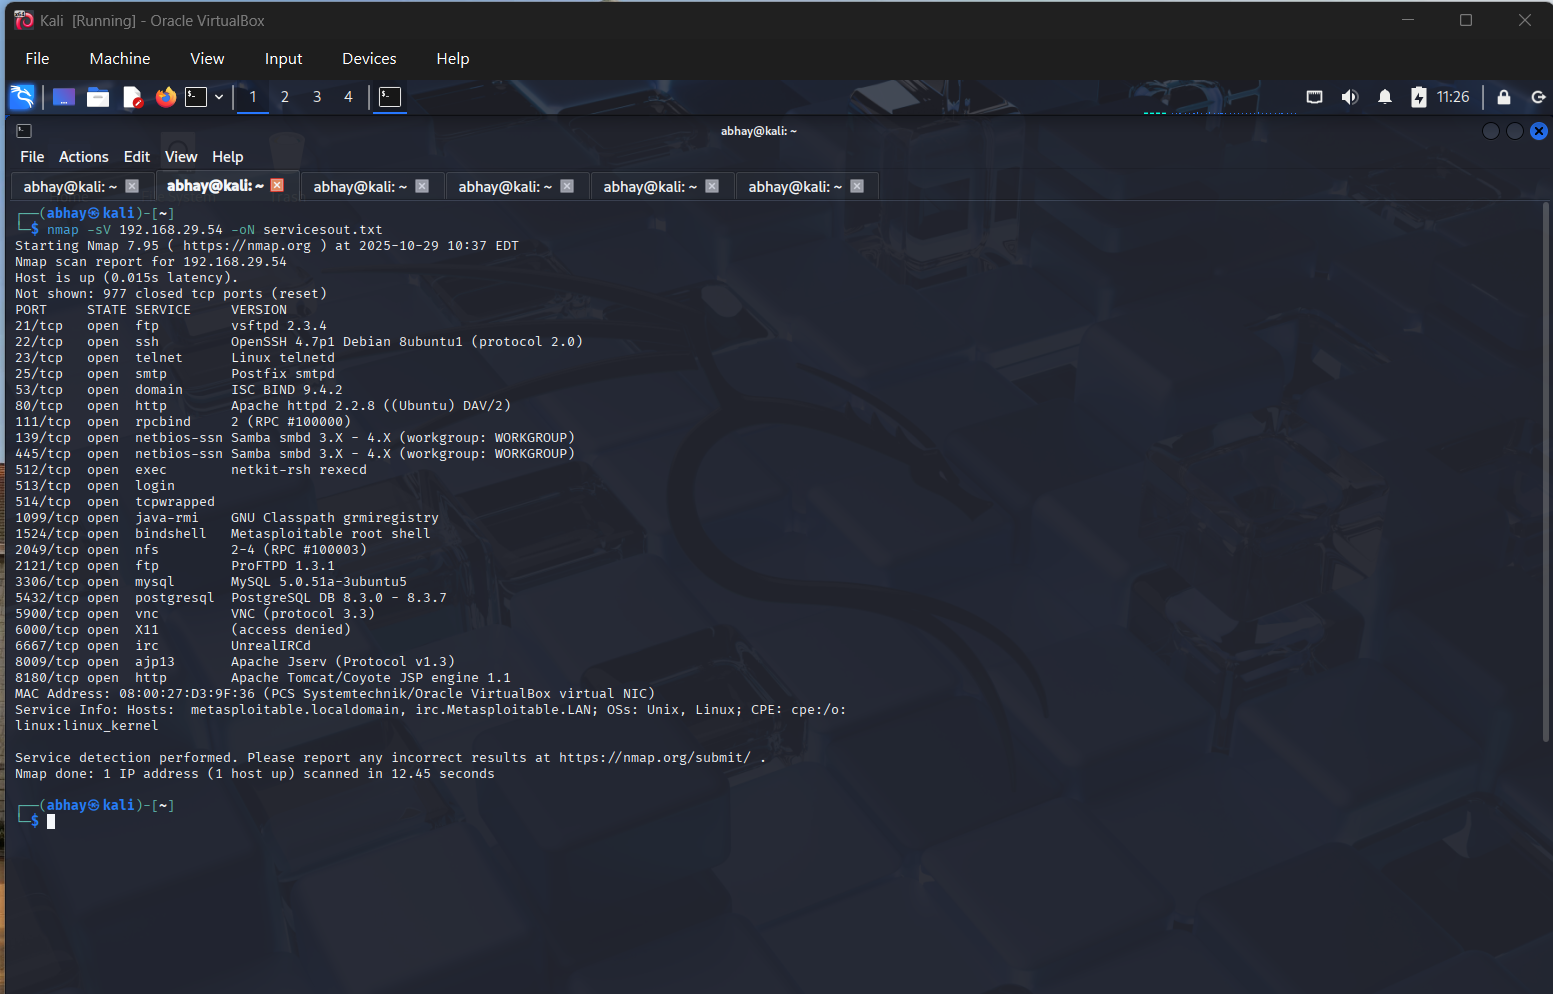 Kali [Running] - Oracle VirtualBox
File Machine View Input Devices Help
1 2 3 4 11:26
abhay@kali: ~
File Actions Edit View Help
abhay@kali: ~ abhay@kali: ~ abhay@kali: ~ abhay@kali: ~ abhay@kali: ~ abhay@kali: ~
┌──(abhay㉿kali)-[~]
└─$ nmap -sV 192.168.29.54 -oN servicesout.txt
Starting Nmap 7.95 ( https://nmap.org ) at 2025-10-29 10:37 EDT
Nmap scan report for 192.168.29.54
Host is up (0.015s latency).
Not shown: 977 closed tcp ports (reset)
PORT     STATE SERVICE     VERSION
21/tcp   open  ftp         vsftpd 2.3.4
22/tcp   open  ssh         OpenSSH 4.7p1 Debian 8ubuntu1 (protocol 2.0)
23/tcp   open  telnet      Linux telnetd
25/tcp   open  smtp        Postfix smtpd
53/tcp   open  domain      ISC BIND 9.4.2
80/tcp   open  http        Apache httpd 2.2.8 ((Ubuntu) DAV/2)
111/tcp  open  rpcbind     2 (RPC #100000)
139/tcp  open  netbios-ssn Samba smbd 3.X - 4.X (workgroup: WORKGROUP)
445/tcp  open  netbios-ssn Samba smbd 3.X - 4.X (workgroup: WORKGROUP)
512/tcp  open  exec        netkit-rsh rexecd
513/tcp  open  login
514/tcp  open  tcpwrapped
1099/tcp open  java-rmi    GNU Classpath grmiregistry
1524/tcp open  bindshell   Metasploitable root shell
2049/tcp open  nfs         2-4 (RPC #100003)
2121/tcp open  ftp         ProFTPD 1.3.1
3306/tcp open  mysql       MySQL 5.0.51a-3ubuntu5
5432/tcp open  postgresql  PostgreSQL DB 8.3.0 - 8.3.7
5900/tcp open  vnc         VNC (protocol 3.3)
6000/tcp open  X11         (access denied)
6667/tcp open  irc         UnrealIRCd
8009/tcp open  ajp13       Apache Jserv (Protocol v1.3)
8180/tcp open  http        Apache Tomcat/Coyote JSP engine 1.1
MAC Address: 08:00:27:D3:9F:36 (PCS Systemtechnik/Oracle VirtualBox virtual NIC)
Service Info: Hosts:  metasploitable.localdomain, irc.Metasploitable.LAN; OSs: Unix, Linux; CPE: cpe:/o:
linux:linux_kernel
Service detection performed. Please report any incorrect results at https://nmap.org/submit/ .
Nmap done: 1 IP address (1 host up) scanned in 12.45 seconds
┌──(abhay㉿kali)-[~]
└─$